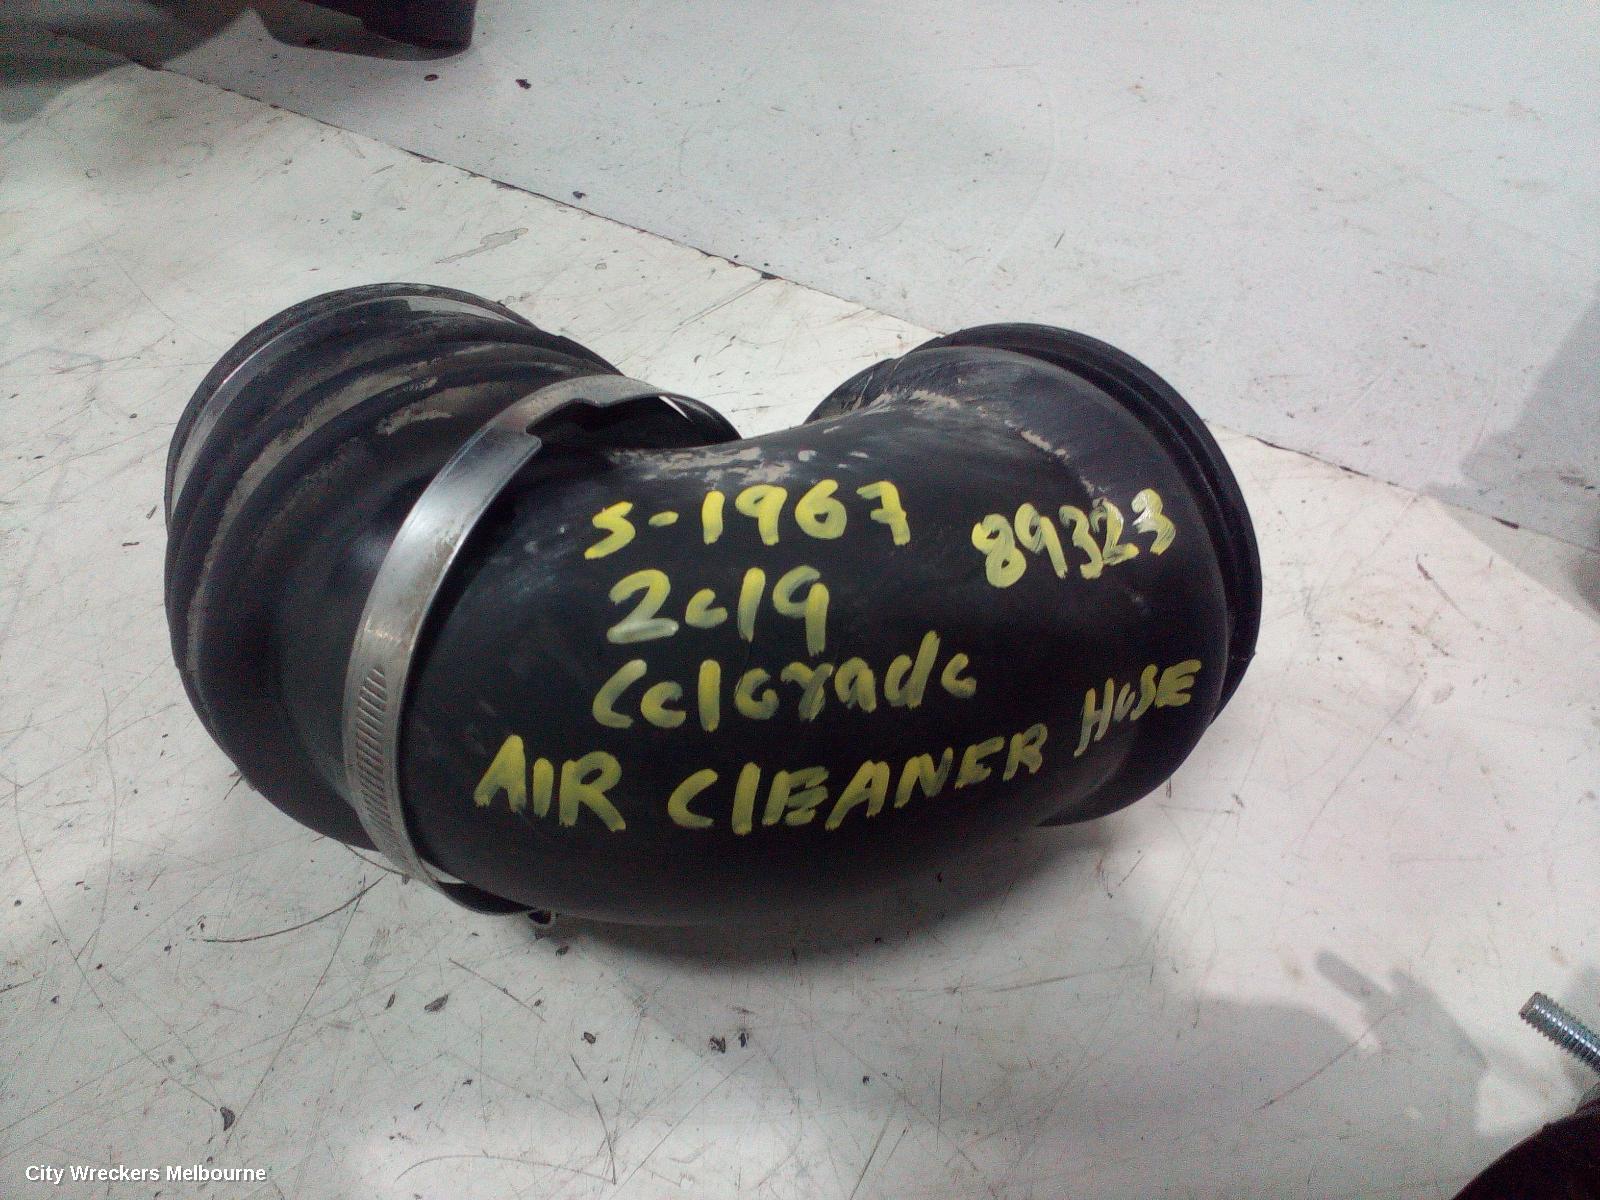 S-1967
89323
2019
Colorado
AIR CLEANER HOSE
City Wreckers Melbourne